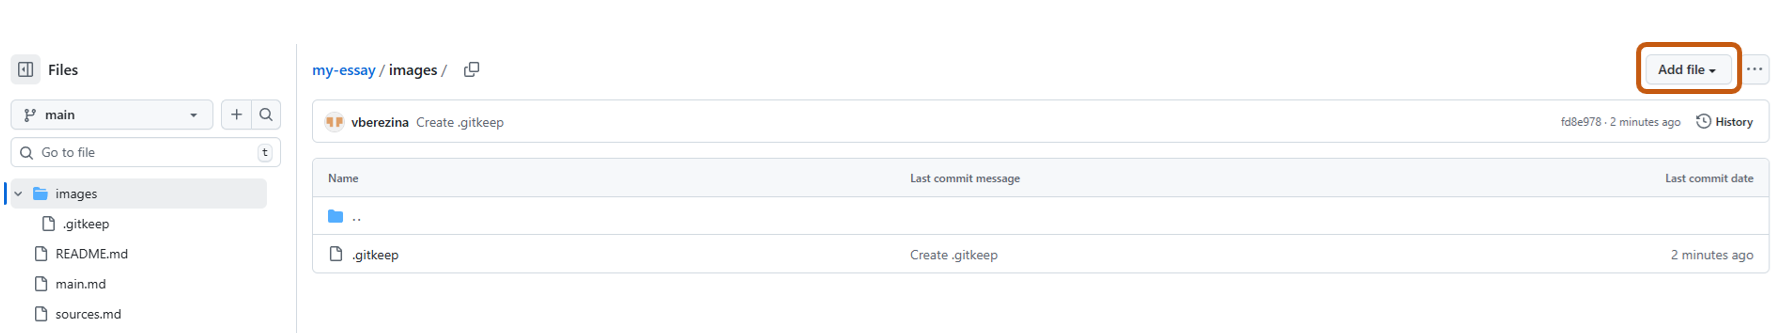 Files
main
Go to file
t
images
.gitkeep
README.md
main.md
sources.md
my-essay / images /
Add file
vberezina Create .gitkeep
fd8e978 · 2 minutes ago
History
Name Last commit message Last commit date
..
.gitkeep Create .gitkeep 2 minutes ago